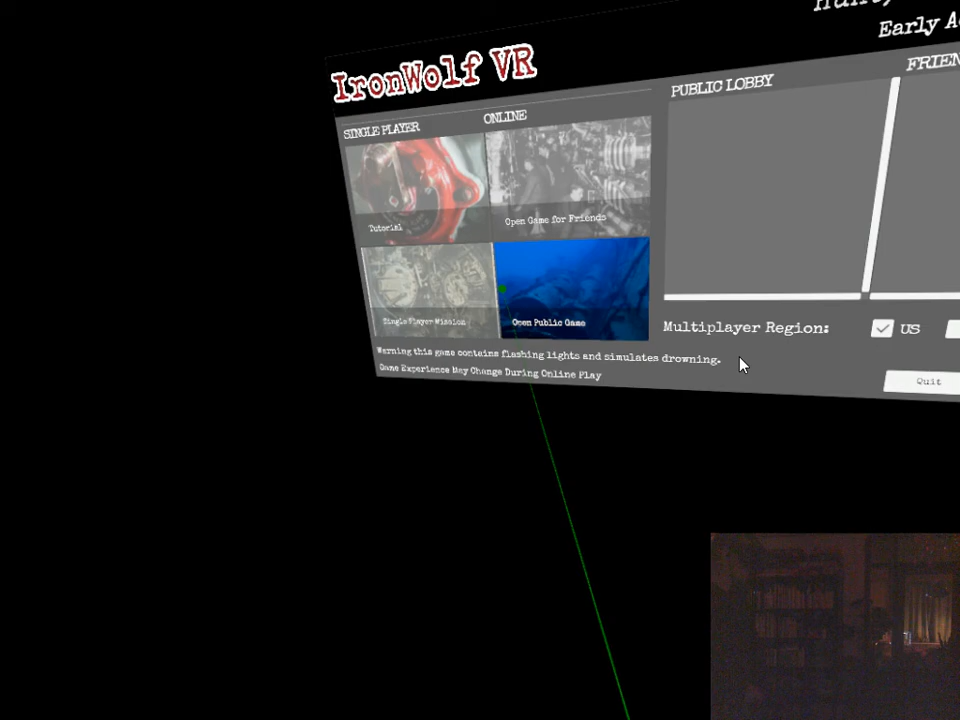 Early
IronWolf VR
SINGLE PLAYER
ONLINE
PUBLIC LOBBY
Tutorial
Open Game for Friends
Single Player Mission
Open Public Game
Multiplayer Region:
US
Warning this game contains flashing lights and simulates drowning.
Game Experience May Change During Online Play
Quit